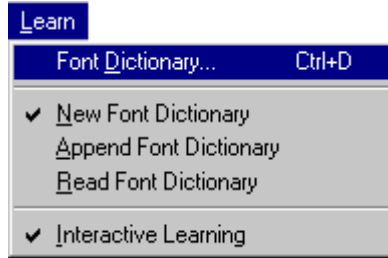 Learn
Font Dictionary... Ctrl+D
New Font Dictionary
Append Font Dictionary
Read Font Dictionary
Interactive Learning